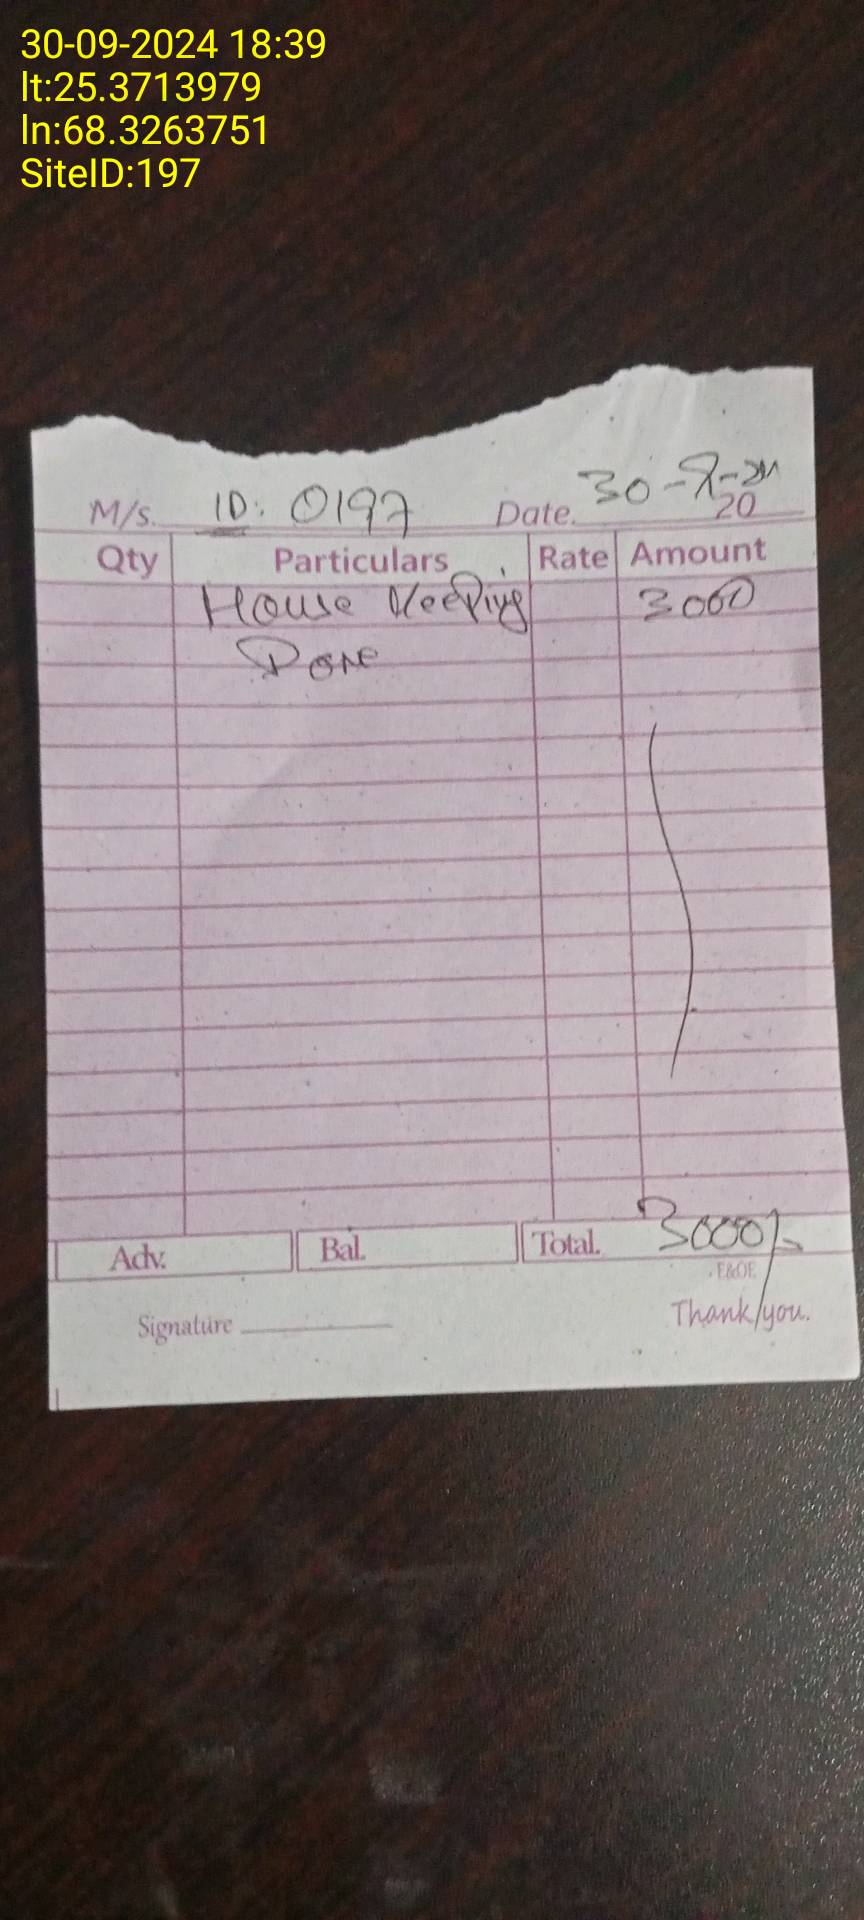 30-09-2024 18:39
lt:25.3713979
ln:68.3263751
SiteID:197
M/s. ID: 0197 Date. 30-9-24
20
Qty Particulars Rate Amount
House Keeping 3000
Done
Adv. Bal. Total. 3000/-
E&OE
Signature Thank you.